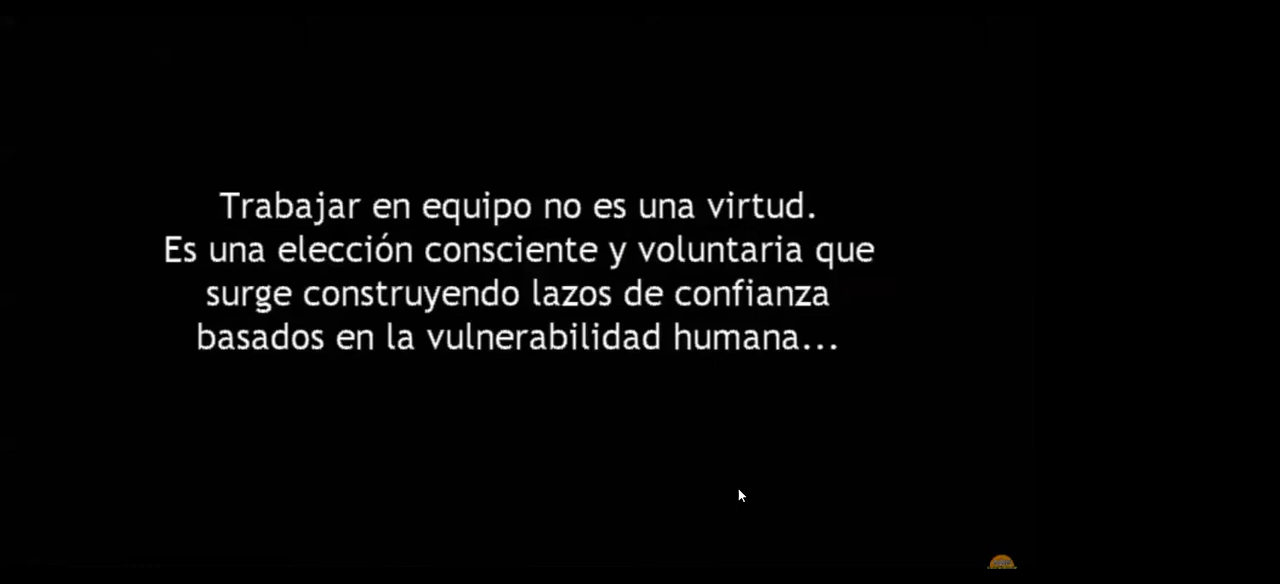 Trabajar en equipo no es una virtud.
Es una elección consciente y voluntaria que
surge construyendo lazos de confianza
basados en la vulnerabilidad humana...